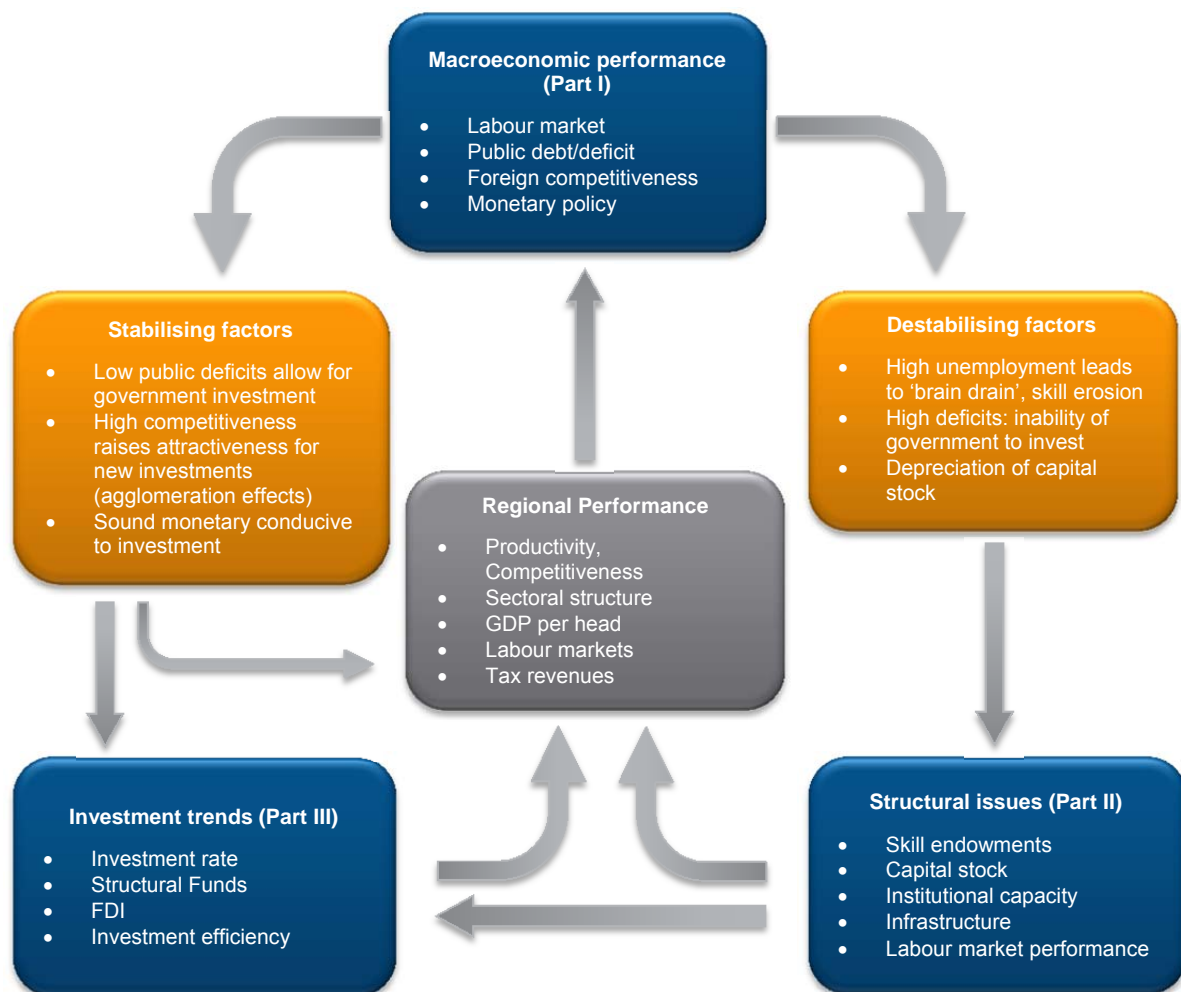 Macroeconomic performance
(Part I)
• Labour market
• Public debt/deficit
• Foreign competitiveness
• Monetary policy
Stabilising factors
• Low public deficits allow for
government investment
• High competitiveness
raises attractiveness for
new investments
(agglomeration effects)
• Sound monetary conducive
to investment
Destabilising factors
• High unemployment leads
to ‘brain drain’, skill erosion
• High deficits: inability of
government to invest
• Depreciation of capital
stock
Regional Performance
• Productivity,
Competitiveness
• Sectoral structure
• GDP per head
• Labour markets
• Tax revenues
Investment trends (Part III)
• Investment rate
• Structural Funds
• FDI
• Investment efficiency
Structural issues (Part II)
• Skill endowments
• Capital stock
• Institutional capacity
• Infrastructure
• Labour market performance